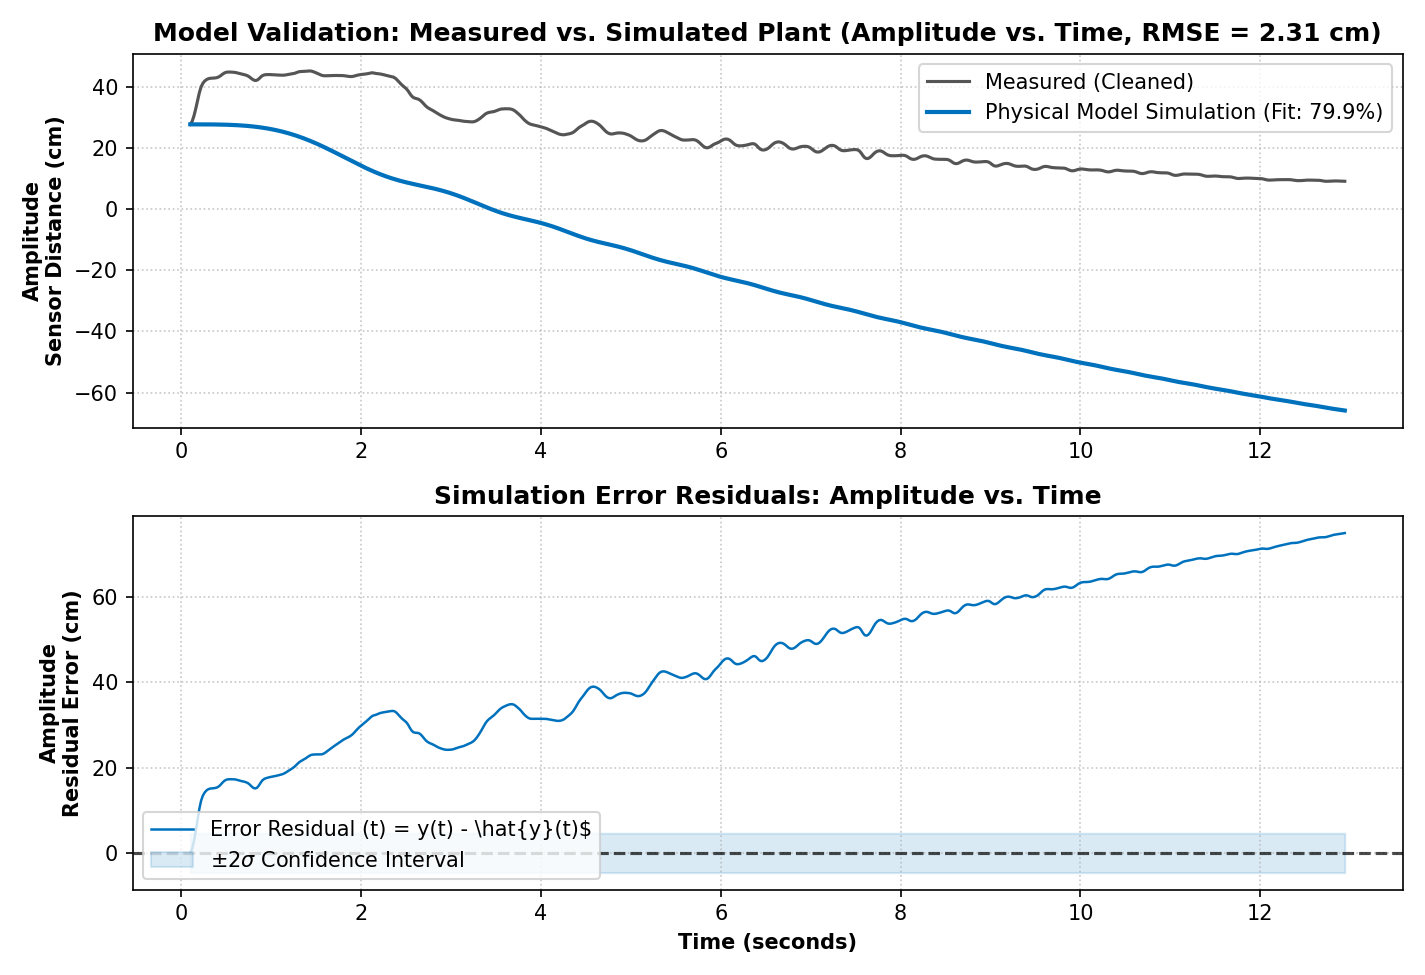 Model Validation: Measured vs. Simulated Plant (Amplitude vs. Time, RMSE = 2.31 cm)
Amplitude
Sensor Distance (cm)
40
20
0
−20
−40
−60
Measured (Cleaned)
Physical Model Simulation (Fit: 79.9%)
0 2 4 6 8 10 12
Simulation Error Residuals: Amplitude vs. Time
Amplitude
Residual Error (cm)
60
40
20
0
Error Residual (t) = y(t) - \hat{y}(t)$
±2σ Confidence Interval
0 2 4 6 8 10 12
Time (seconds)